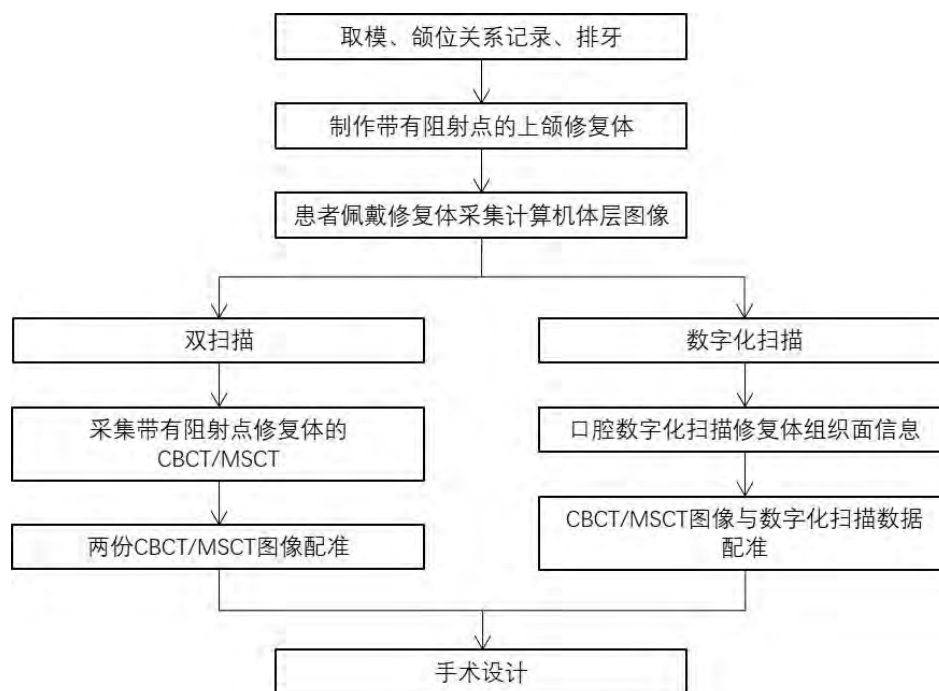 取模、颌位关系记录、排牙
制作带有阻射点的上颌修复体
患者佩戴修复体采集计算机体层图像
双扫描
数字化扫描
采集带有阻射点修复体的
CBCT/MSCT
口腔数字化扫描修复体组织面信息
两份CBCT/MSCT图像配准
CBCT/MSCT图像与数字化扫描数据
配准
手术设计